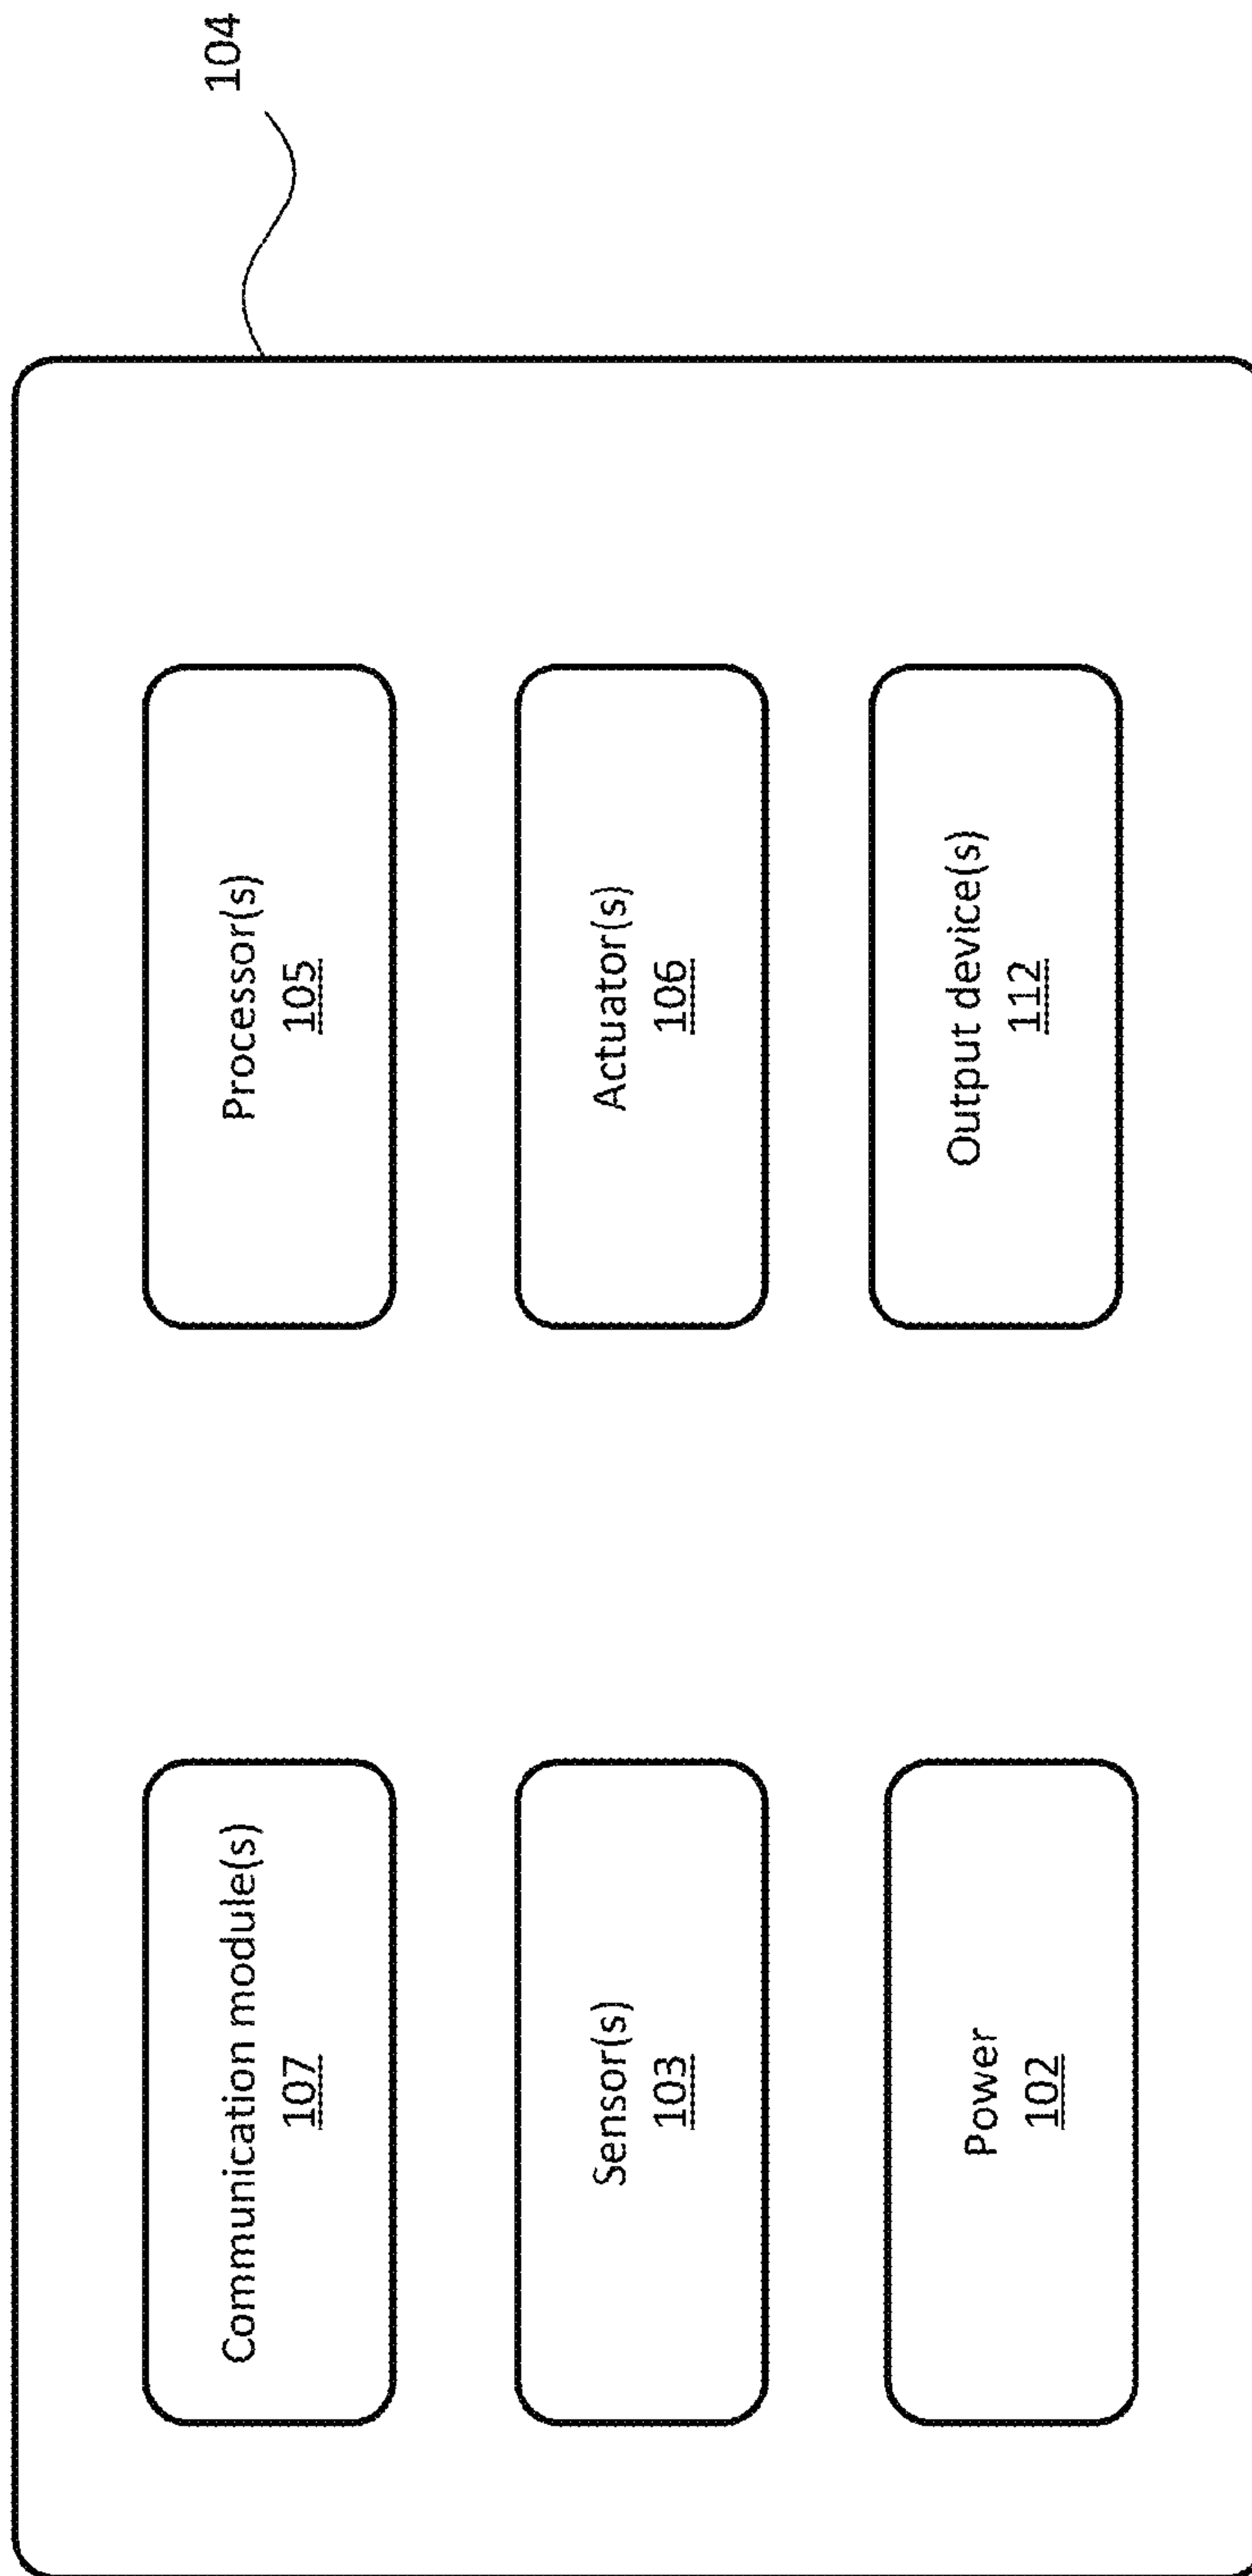 104
Communication module(s)
107
Processor(s)
105
Sensor(s)
103
Actuator(s)
106
Power
102
Output device(s)
112